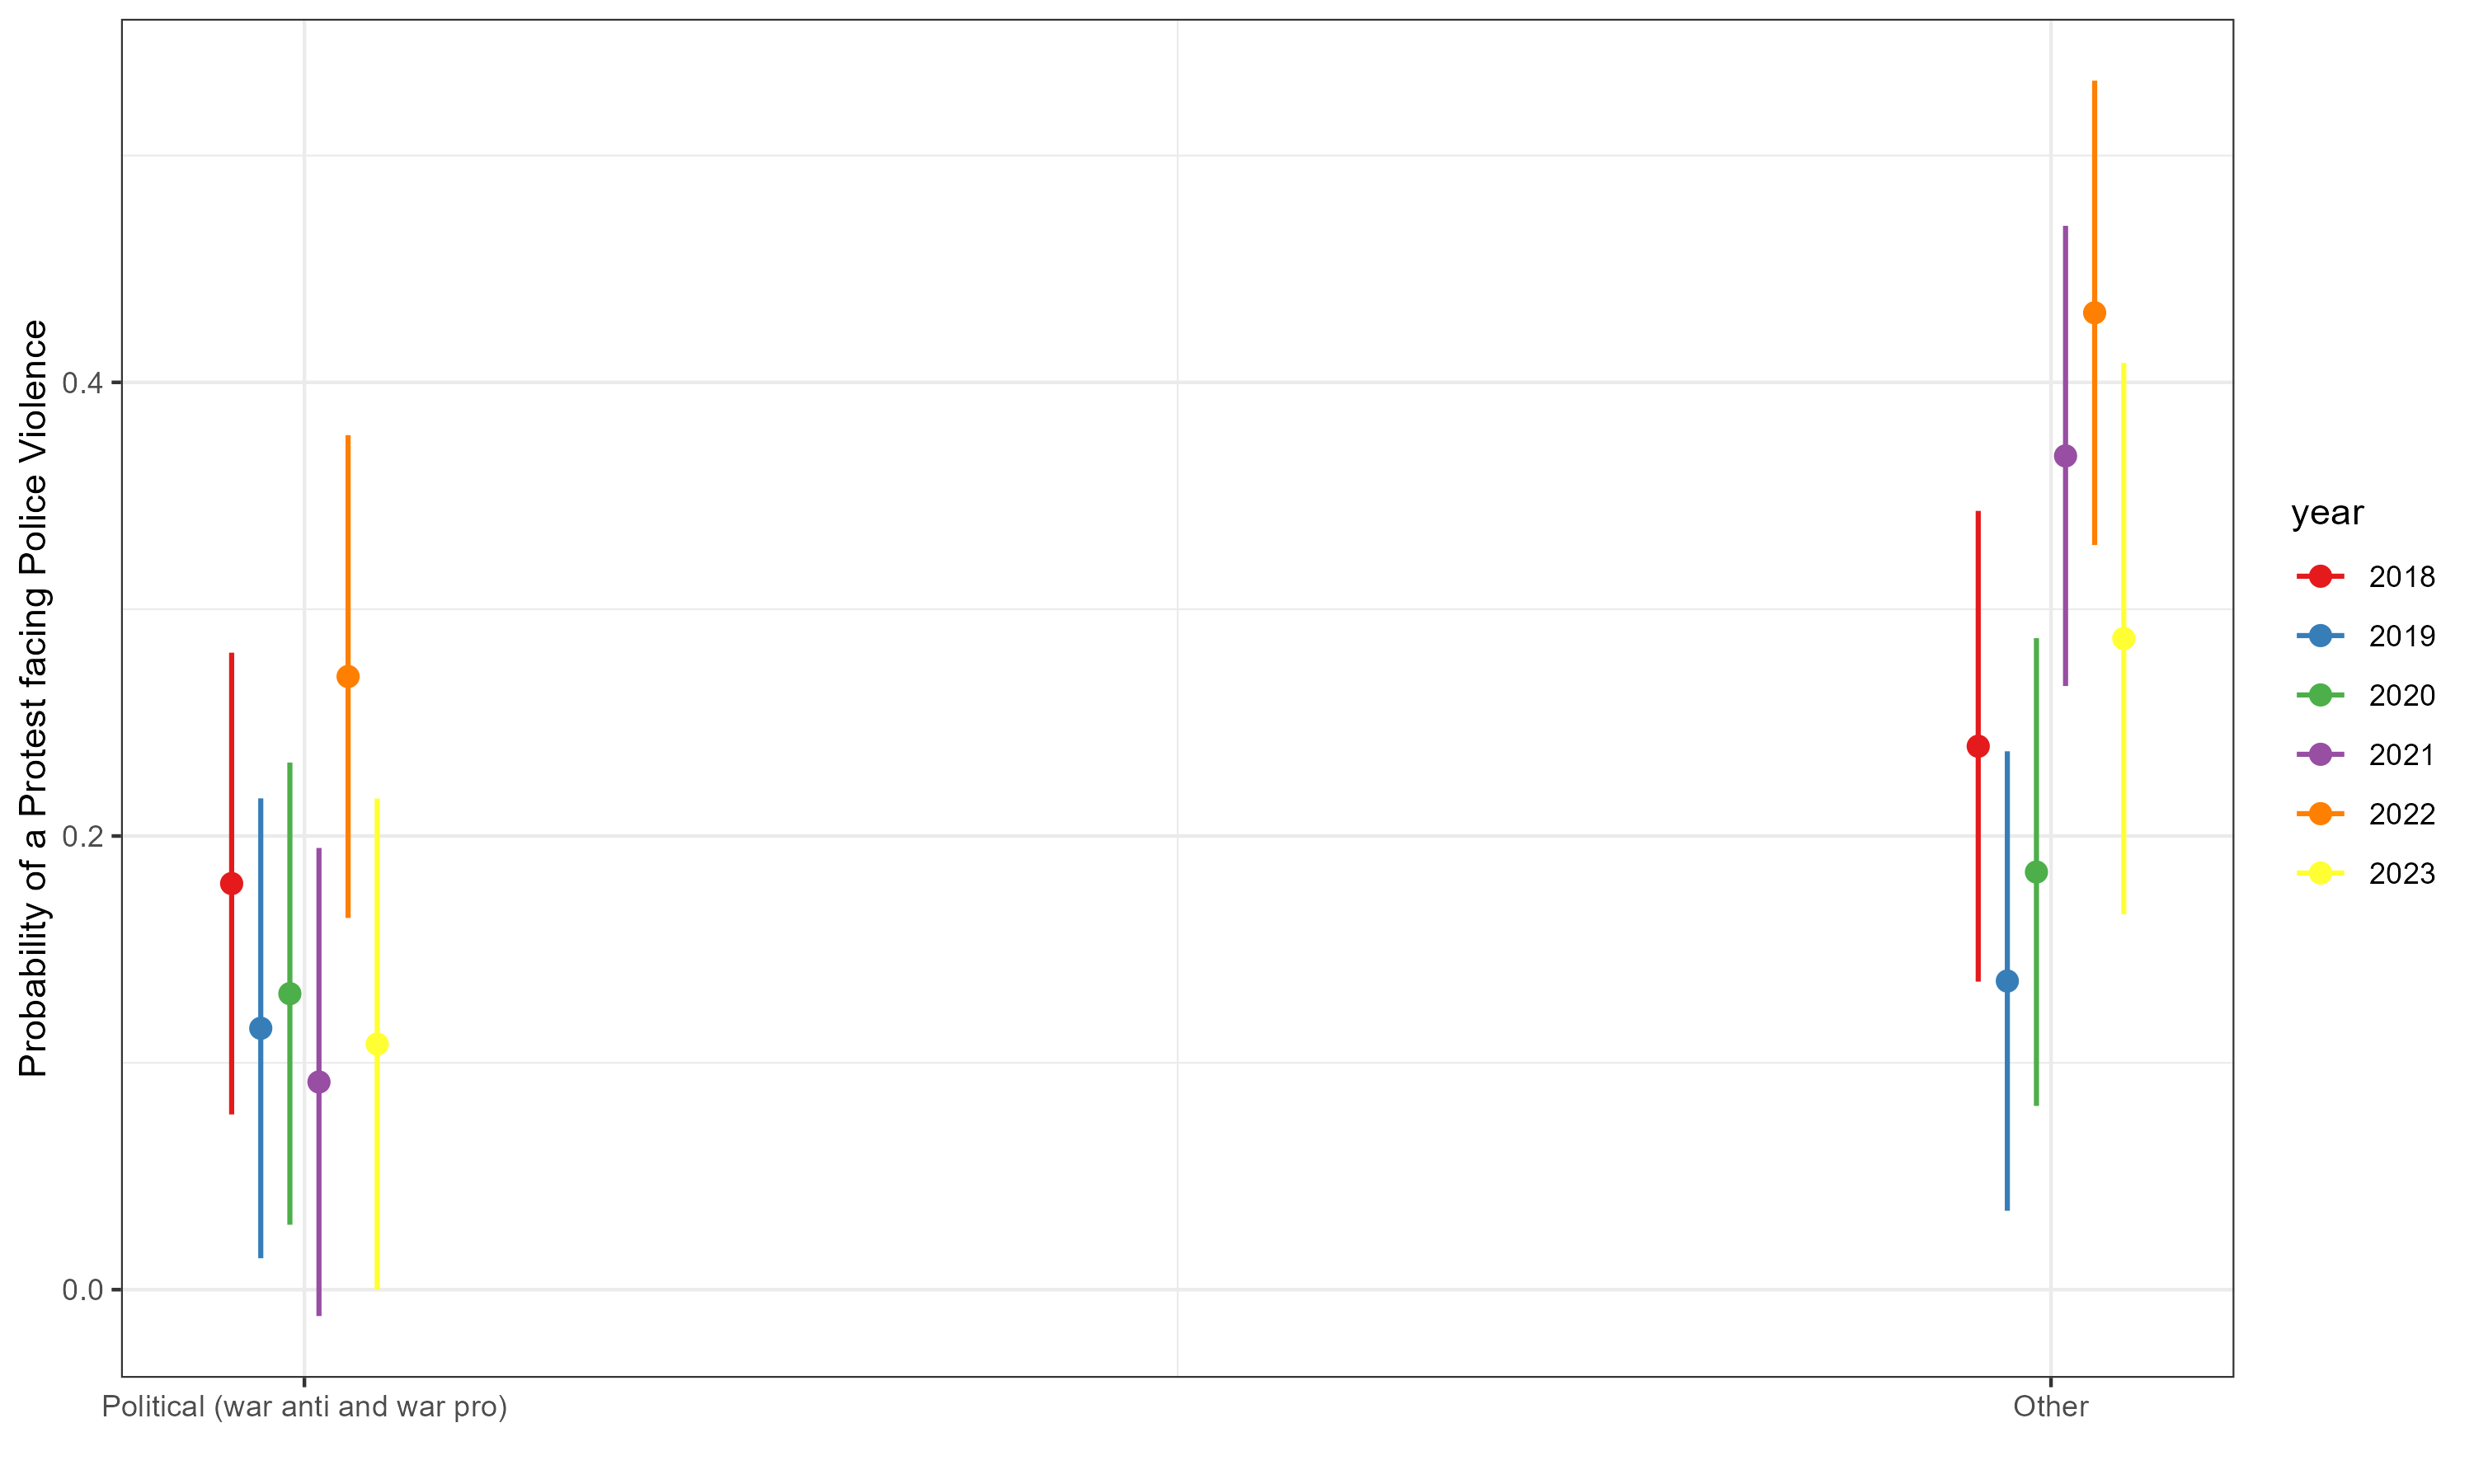 Probability of a Protest facing Police Violence
0.4
0.2
0.0
Political (war anti and war pro)
Other
year
2018
2019
2020
2021
2022
2023